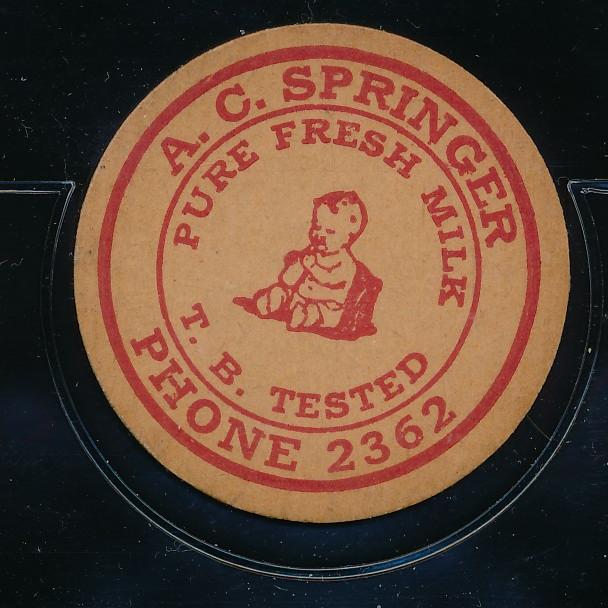 A. C. SPRINGER
PURE FRESH MILK
T. B. TESTED
PHONE 2362